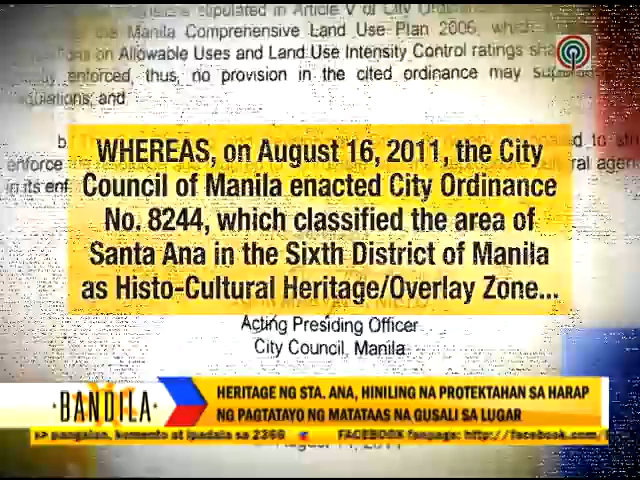 stipulated in Article V of City
the Manila Comprehensive Land Use Plan 2006,
on Allowable Uses and Land Use Intensity Control ratings
enforced, thus, no provision in the cited ordinance may
and
b.
enforce
in its
WHEREAS, on August 16, 2011, the City
Council of Manila enacted City Ordinance
No. 8244, which classified the area of
Santa Ana in the Sixth District of Manila
as Histo-Cultural Heritage/Overlay Zone...
Acting Presiding Officer
City Council, Manila
BANDILA
HERITAGE NG STA. ANA, HINILING NA PROTEKTAHAN SA HARAP
NG PAGTATAYO NG MATATAAS NA GUSALI SA LUGAR
>> pangalan, komento at ipadala sa 2366 FACEBOOK fanpage: http://facebook.com/